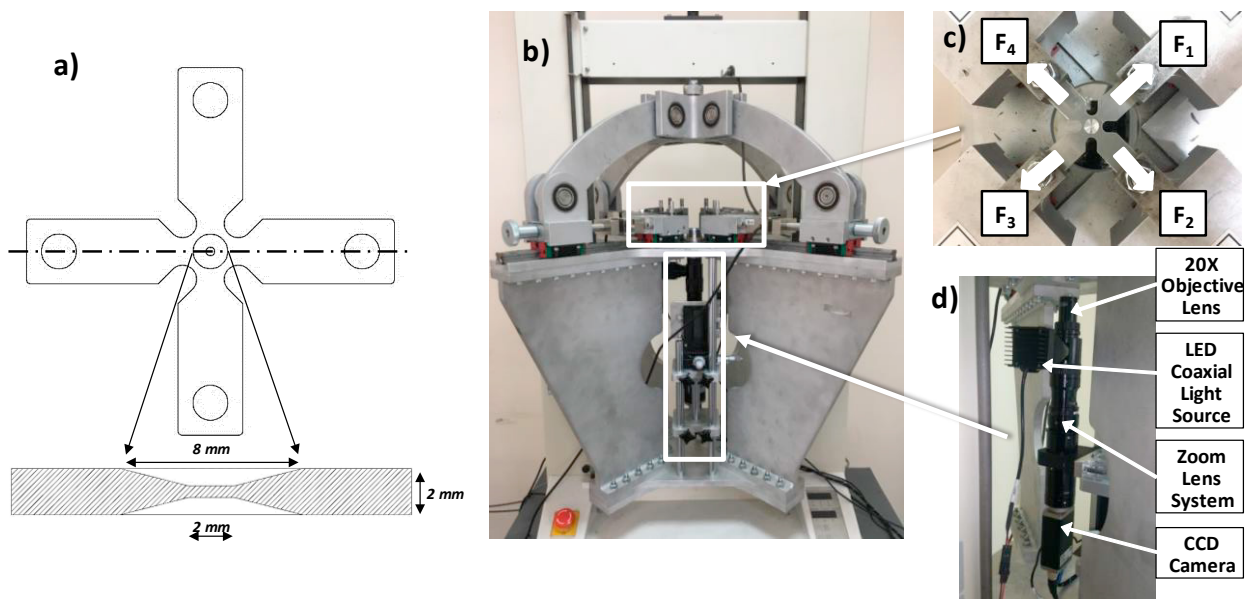 a)
8 mm
2 mm
2 mm
b)
c)
F4
F1
F3
F2
d)
20X
Objective
Lens
LED
Coaxial
Light
Source
Zoom
Lens
System
CCD
Camera